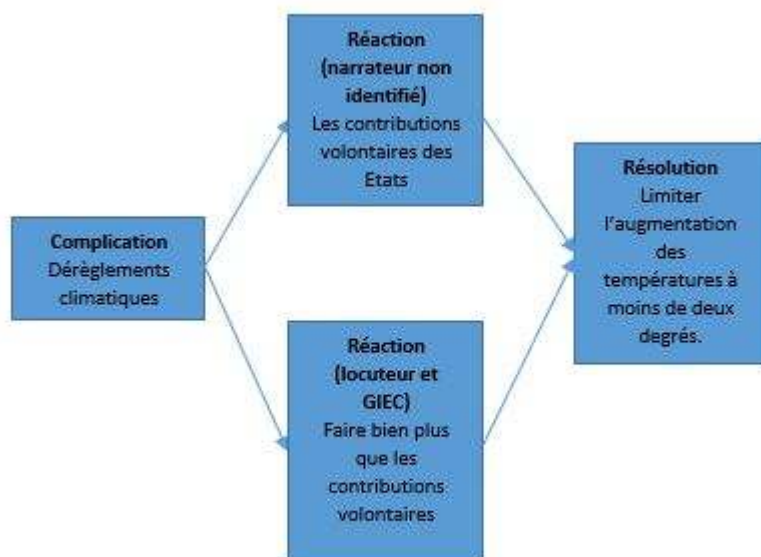 Complication
Dérèglements
climatiques
Réaction
(narrateur non
identifié)
Les contributions
volontaires des
Etats
Réaction
(locuteur et
GIEC)
Faire bien plus
que les
contributions
volontaires
Résolution
Limiter
l'augmentation
des
températures à
moins de deux
degrés.